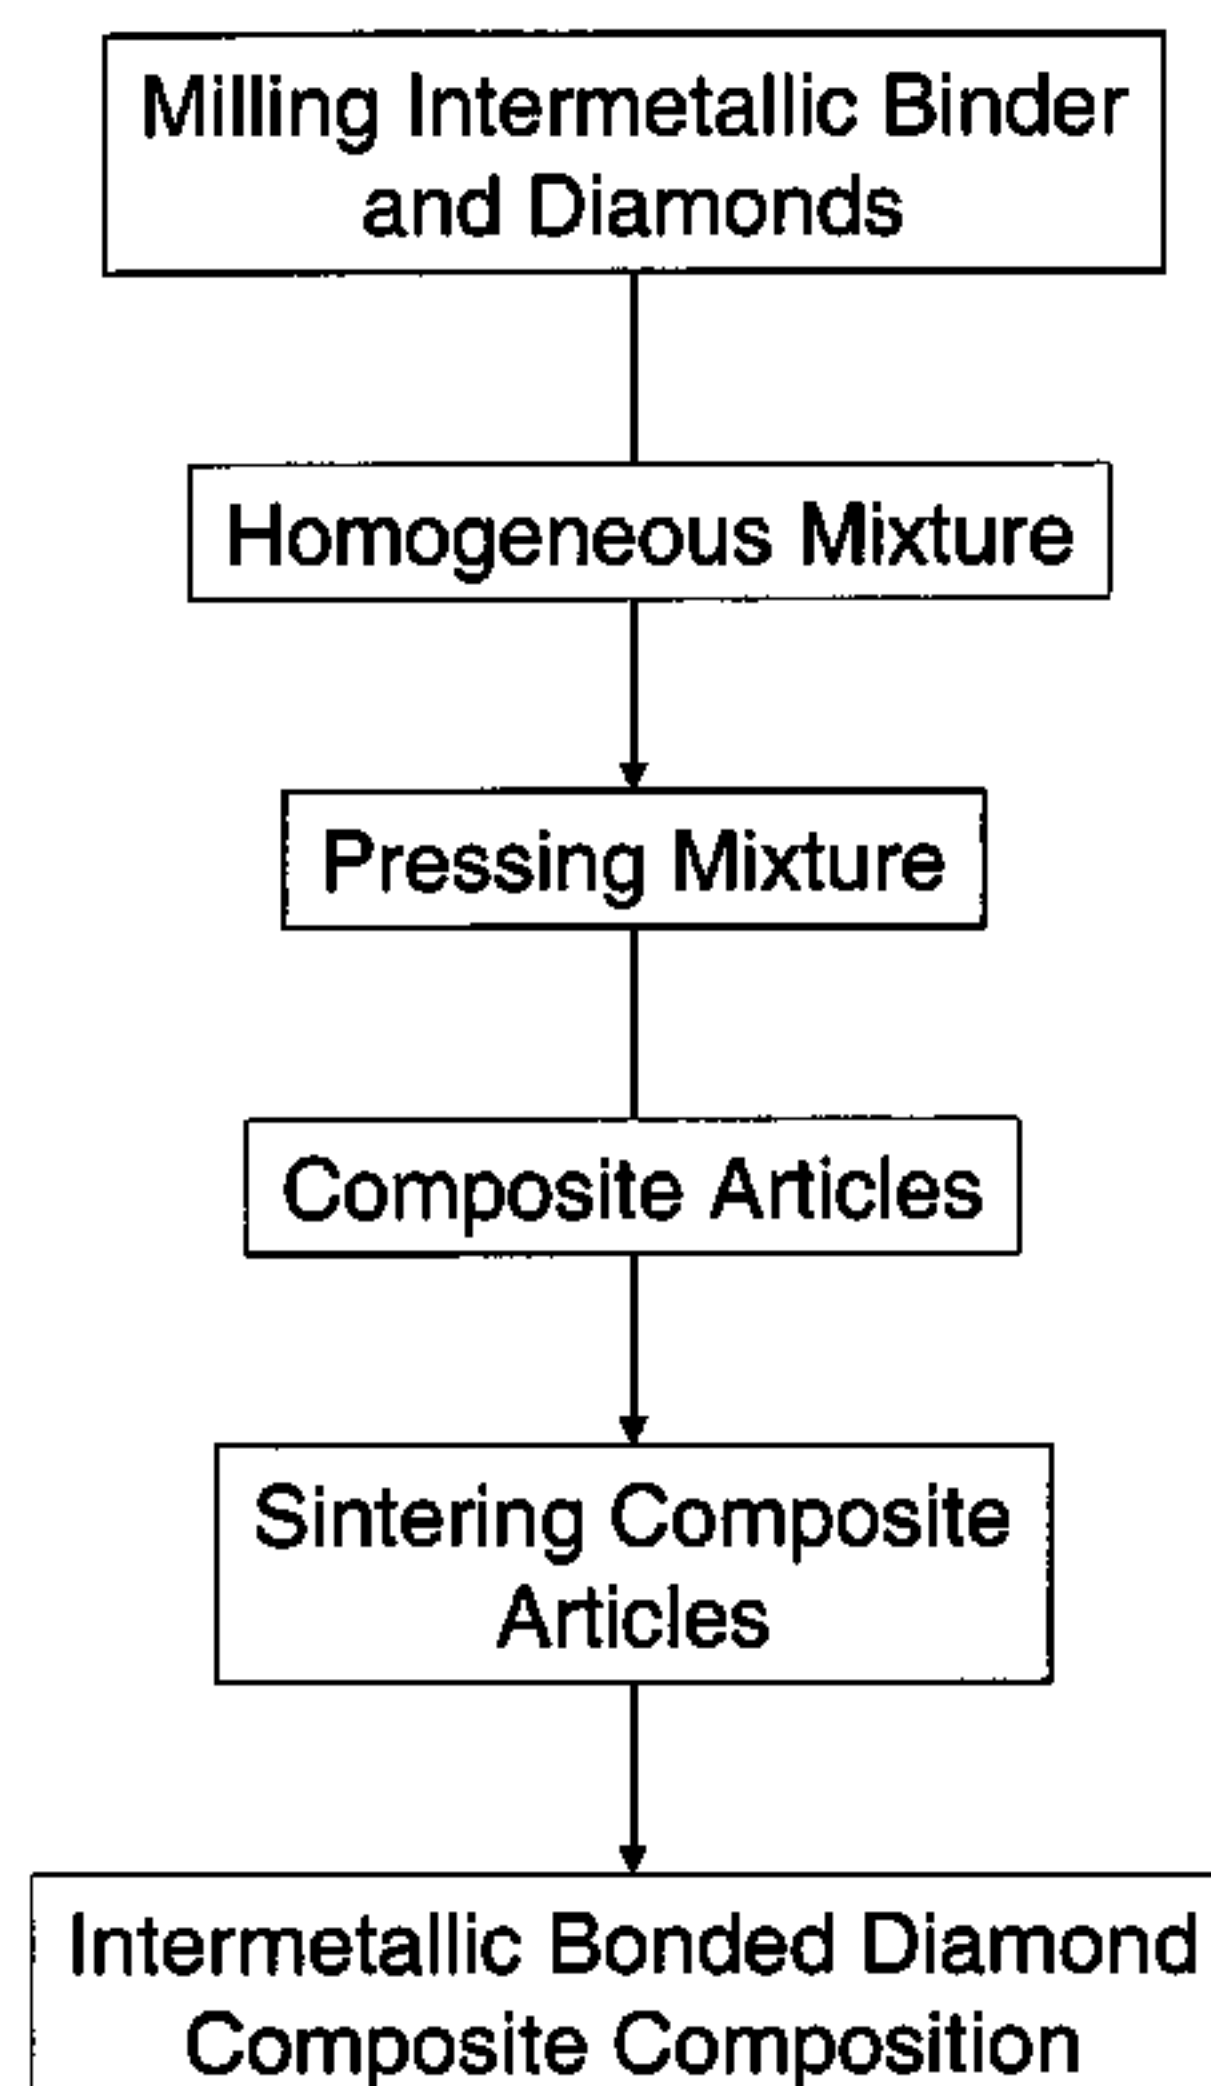 Milling Intermetallic Binder
and Diamonds
Homogeneous Mixture
Pressing Mixture
Composite Articles
Sintering Composite
Articles
Intermetallic Bonded Diamond
Composite Composition